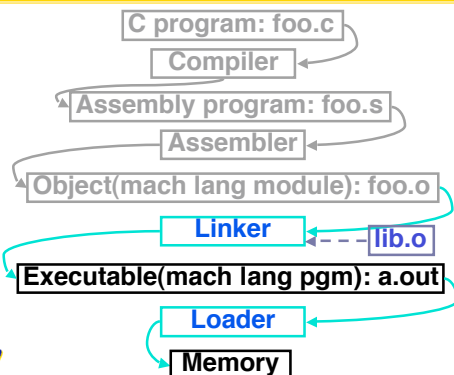 C program: foo.c
Compiler
Assembly program: foo.s
Assembler
Object(mach lang module): foo.o
Linker
lib.o
Executable(mach lang pgm): a.out
Loader
Memory